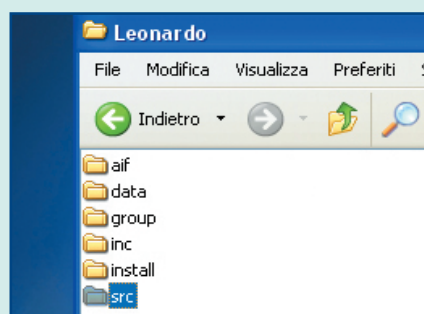 Leonardo
File Modifica Visualizza Preferiti
Indietro
aif
data
group
inc
install
src